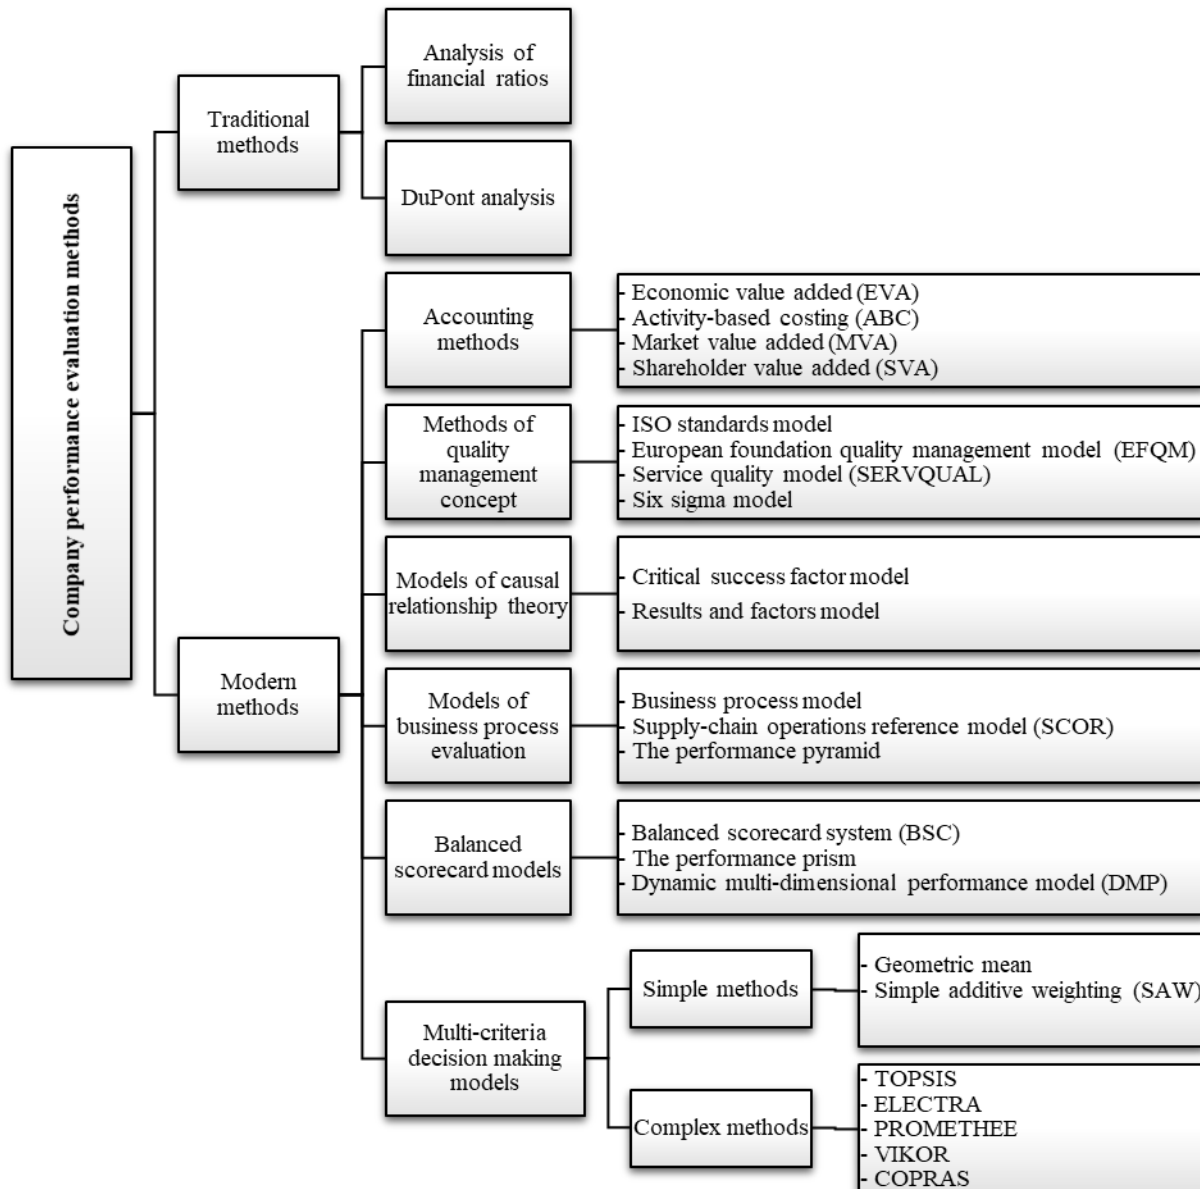 Company performance evaluation methods
Traditional
methods
Analysis of
financial ratios
DuPont analysis
Modern
methods
Accounting
methods
- Economic value added (EVA)
- Activity-based costing (ABC)
- Market value added (MVA)
- Shareholder value added (SVA)
Methods of
quality
management
concept
- ISO standards model
- European foundation quality management model (EFQM)
- Service quality model (SERVQUAL)
- Six sigma model
Models of causal
relationship theory
- Critical success factor model
- Results and factors model
Models of
business process
evaluation
- Business process model
- Supply-chain operations reference model (SCOR)
- The performance pyramid
Balanced
scorecard models
- Balanced scorecard system (BSC)
- The performance prism
- Dynamic multi-dimensional performance model (DMP)
Multi-criteria
decision making
models
Simple methods
- Geometric mean
- Simple additive weighting (SAW)
Complex methods
- TOPSIS
- ELECTRA
- PROMETHEE
- VIKOR
- COPRAS